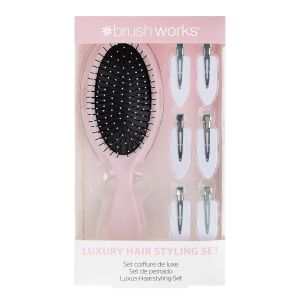 brushworks®
LUXURY HAIR STYLING SET
Set coiffure de luxe
Set de peinado
Luxus-Haarstyling-Set